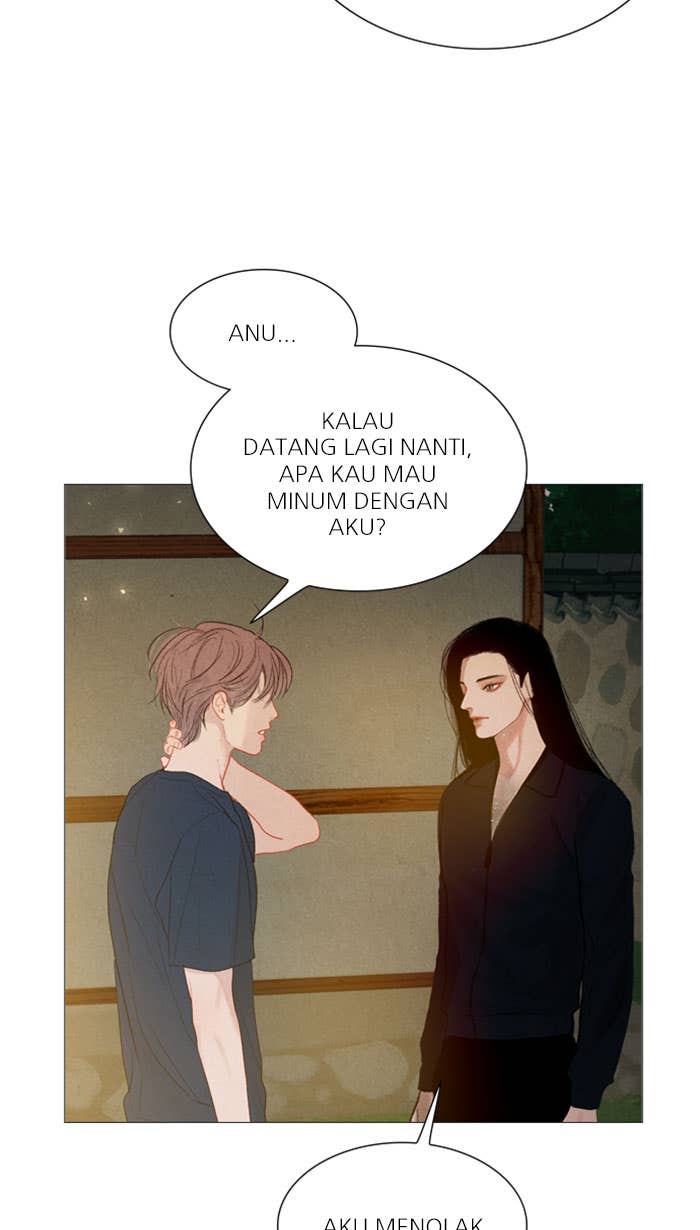 ANU...
KALAU
DATANG LAGI NANTI,
APA KAU MAU
MINUM DENGAN
AKU?
AKU MENOLAK